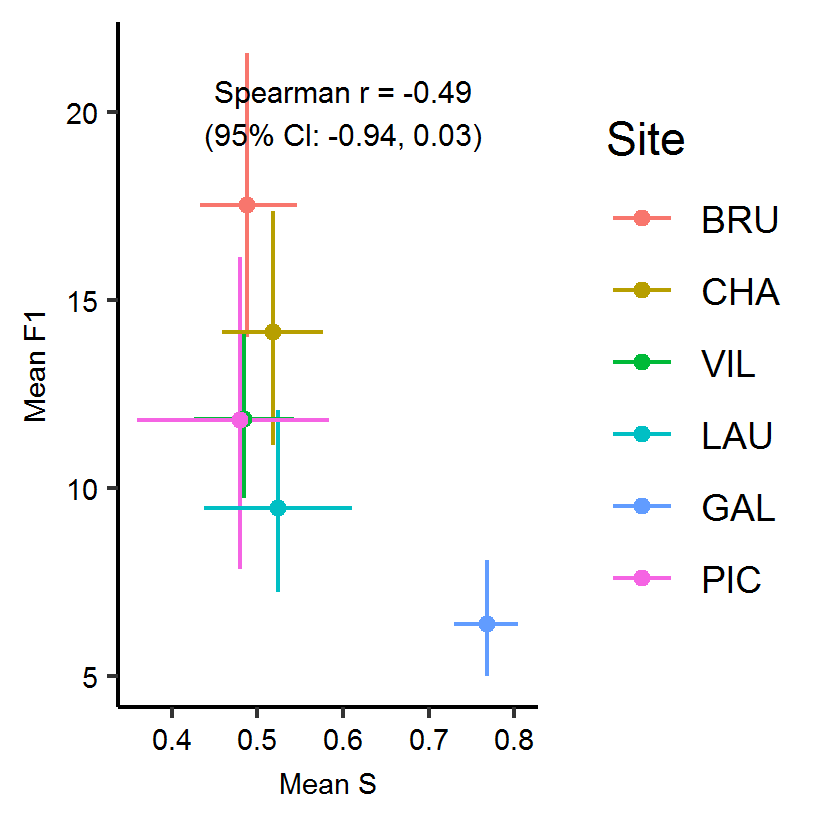 Spearman r = -0.49
(95% CI: -0.94, 0.03)
20
15
10
5
Mean F1
0.4 0.5 0.6 0.7 0.8
Mean S
Site
BRU
CHA
VIL
LAU
GAL
PIC